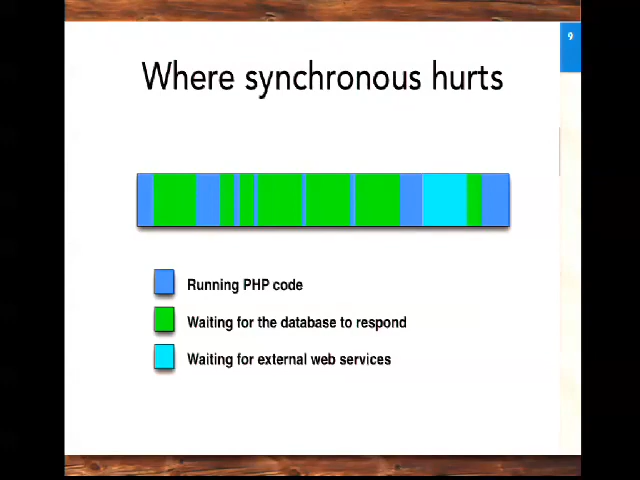 9
Where synchronous hurts
Running PHP code
Waiting for the database to respond
Waiting for external web services